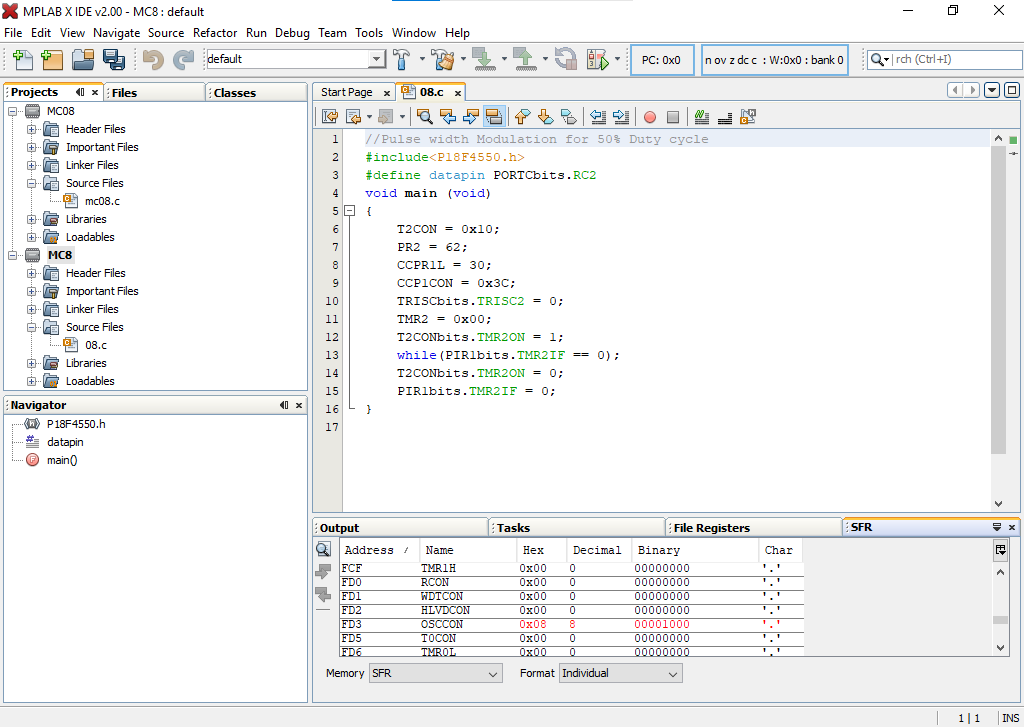 MPLAB X IDE v2.00 - MC8 : default
File Edit View Navigate Source Refactor Run Debug Team Tools Window Help
default
PC: 0x0
n ov z dc c : W:0x0 : bank 0
rch (Ctrl+I)
Projects
Files
Classes
MC08
Header Files
Important Files
Linker Files
Source Files
mc08.c
Libraries
Loadables
MC8
Header Files
Important Files
Linker Files
Source Files
08.c
Libraries
Loadables
Navigator
P18F4550.h
datapin
main()
Start Page
08.c
1 //Pulse width Modulation for 50% Duty cycle
2 #include<P18F4550.h>
3 #define datapin PORTCbits.RC2
4 void main (void)
5 {
6 T2CON = 0x10;
7 PR2 = 62;
8 CCPR1L = 30;
9 CCP1CON = 0x3C;
10 TRISCbits.TRISC2 = 0;
11 TMR2 = 0x00;
12 T2CONbits.TMR2ON = 1;
13 while(PIR1bits.TMR2IF == 0);
14 T2CONbits.TMR2ON = 0;
15 PIR1bits.TMR2IF = 0;
16 }
17
Output
Tasks
File Registers
SFR
Address / Name Hex Decimal Binary Char
FCF TMR1H 0x00 0 00000000 '.'
FD0 RCON 0x00 0 00000000 '.'
FD1 WDTCON 0x00 0 00000000 '.'
FD2 HLVDCON 0x00 0 00000000 '.'
FD3 OSCCON 0x08 8 00001000 '.'
FD5 T0CON 0x00 0 00000000 '.'
FD6 TMR0L 0x00 0 00000000 '.'
Memory SFR Format Individual
1 | 1 INS